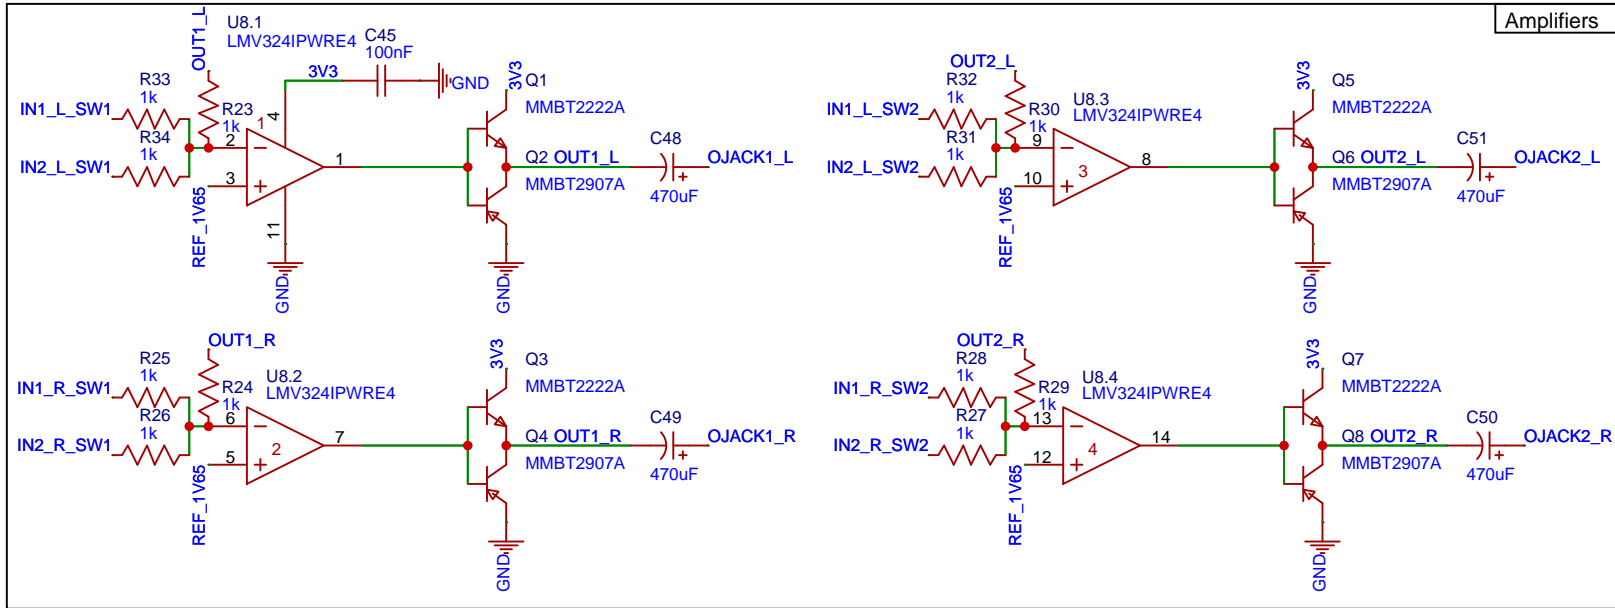 Amplifiers
OUT1_L
U8.1
LMV324IPWRE4
C45
100nF
3V3
GND
R33
1k
IN1_L_SW1
R23
1k
R34
1k
IN2_L_SW1
1
4
2
3
1
11
REF_1V65
GND
3V3
Q1
MMBT2222A
Q2 OUT1_L
MMBT2907A
GND
C48
470uF
+
OJACK1_L
OUT2_L
R32
1k
IN1_L_SW2
R30
1k
R31
1k
IN2_L_SW2
U8.3
LMV324IPWRE4
9
10
3
8
REF_1V65
3V3
Q5
MMBT2222A
Q6 OUT2_L
MMBT2907A
GND
C51
470uF
+
OJACK2_L
OUT1_R
R25
1k
IN1_R_SW1
R24
1k
R26
1k
IN2_R_SW1
U8.2
LMV324IPWRE4
6
5
2
7
REF_1V65
3V3
Q3
MMBT2222A
Q4 OUT1_R
MMBT2907A
GND
C49
470uF
+
OJACK1_R
OUT2_R
R28
1k
IN1_R_SW2
R29
1k
R27
1k
IN2_R_SW2
U8.4
LMV324IPWRE4
13
12
4
14
REF_1V65
3V3
Q7
MMBT2222A
Q8 OUT2_R
MMBT2907A
GND
C50
470uF
+
OJACK2_R